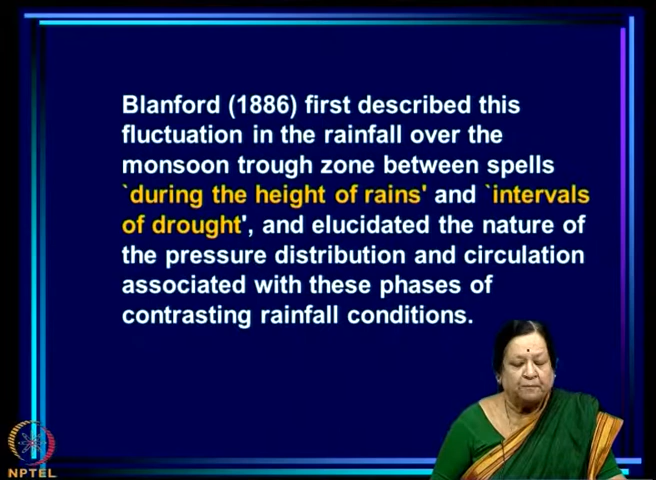 Blanford (1886) first described this
fluctuation in the rainfall over the
monsoon trough zone between spells
`during the height of rains' and `intervals
of drought', and elucidated the nature of
the pressure distribution and circulation
associated with these phases of
contrasting rainfall conditions.
NPTEL